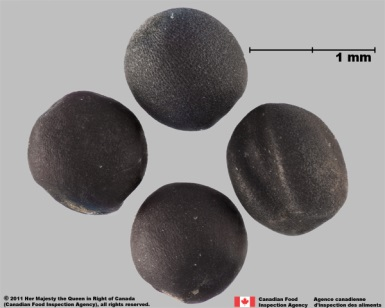 1 mm
© 2011 Her Majesty the Queen in Right of Canada
(Canadian Food Inspection Agency), all rights reserved.
Canadian Food
Inspection Agency
Agence canadienne
d'inspection des aliments